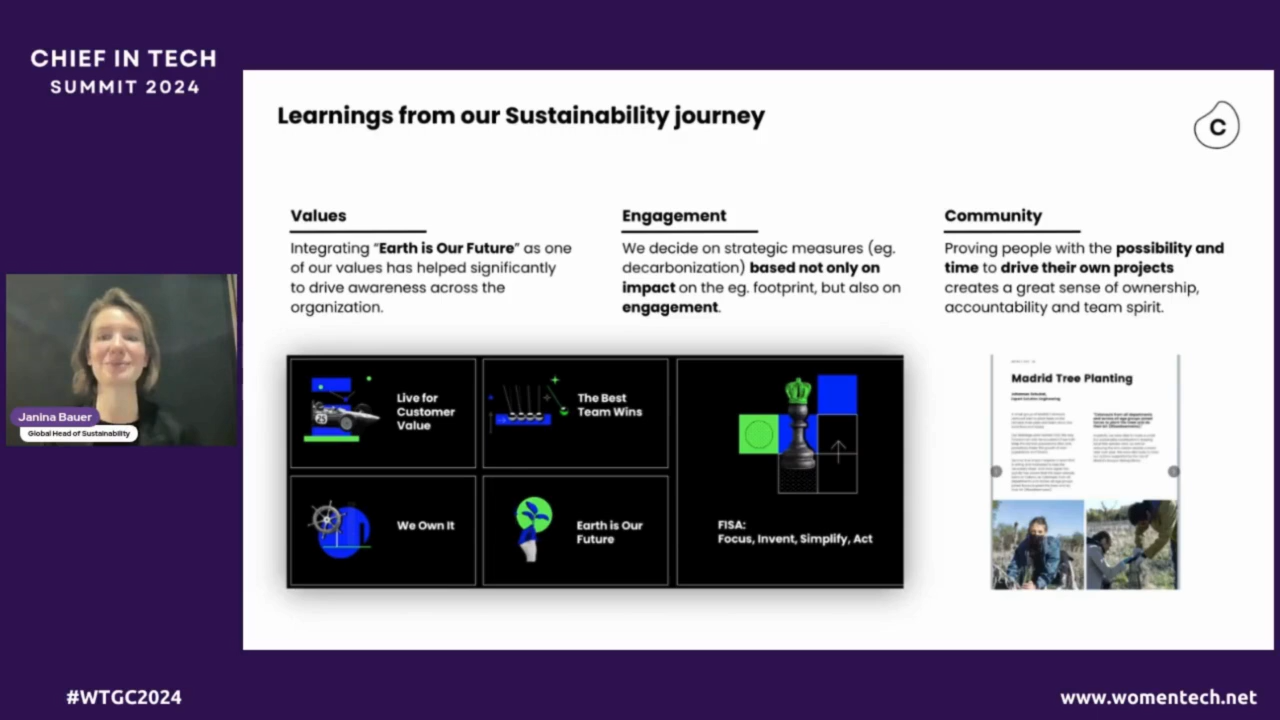 CHIEF IN TECH
SUMMIT 2024
Learnings from our Sustainability journey
C
Values
Integrating “Earth is Our Future” as one
of our values has helped significantly
to drive awareness across the
organization.
Engagement
We decide on strategic measures (eg.
decarbonization) based not only on
impact on the eg. footprint, but also on
engagement.
Community
Proving people with the possibility and
time to drive their own projects
creates a great sense of ownership,
accountability and team spirit.
Live for
Customer
Value
The Best
Team Wins
We Own It
Earth is Our
Future
FISA:
Focus, Invent, Simplify, Act
Madrid Tree Planting
Janina Bauer
Global Head of Sustainability
#WTGC2024
www.womentech.net